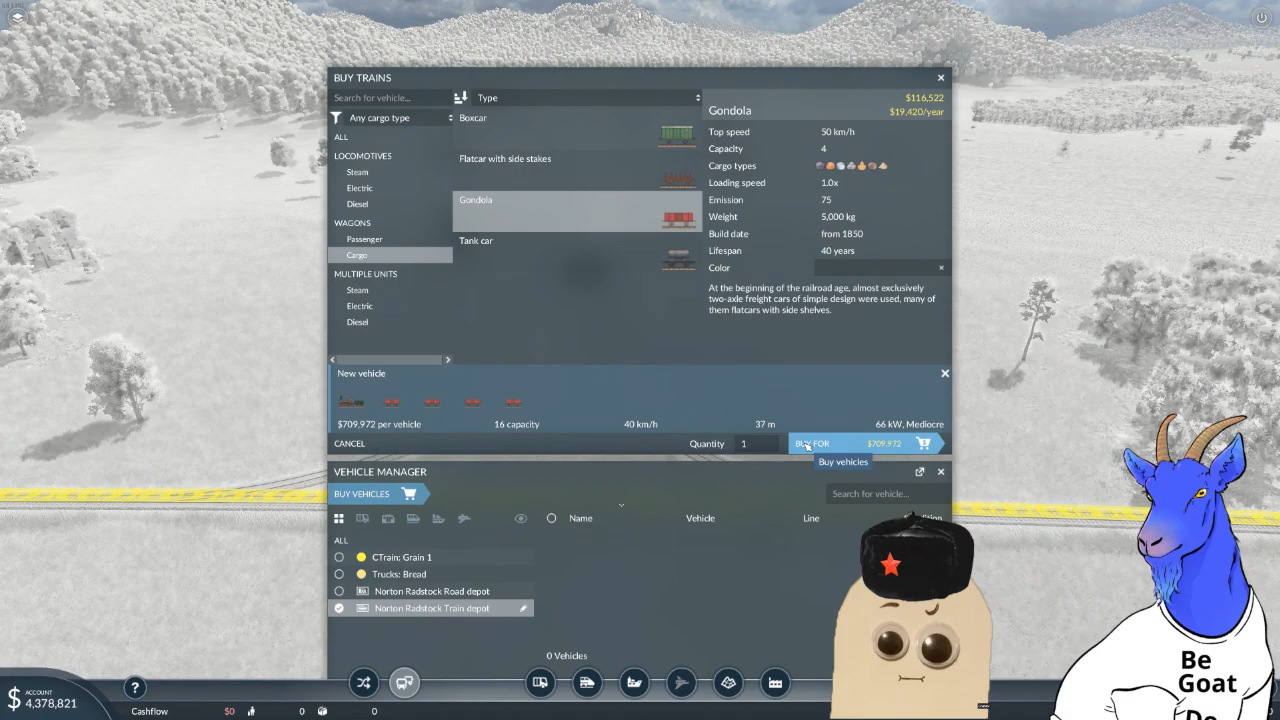 BUY TRAINS
Search for vehicle...
Type
Any cargo type
ALL
LOCOMOTIVES
Steam
Electric
Diesel
WAGONS
Passenger
Cargo
MULTIPLE UNITS
Steam
Electric
Diesel
Boxcar
Flatcar with side stakes
Gondola
Tank car
$116,522
Gondola
$19,420/year
Top speed 50 km/h
Capacity 4
Cargo types
Loading speed 1.0x
Emission 75
Weight 5,000 kg
Build date from 1850
Lifespan 40 years
Color
At the beginning of the railroad age, almost exclusively
two-axle freight cars of simple design were used, many of
them flatcars with side shelves.
New vehicle
$709,972 per vehicle 16 capacity 40 km/h 37 m 66 kW, Mediocre
CANCEL Quantity 1 BUY FOR $709,972
Buy vehicles
VEHICLE MANAGER
BUY VEHICLES Search for vehicle...
Name Vehicle Line
ALL
CTrain: Grain 1
Trucks: Bread
Norton Radstock Road depot
Norton Radstock Train depot
0 Vehicles
?
$ ACCOUNT
4,378,821
Cashflow $0 0 0
Be
Goat
Do